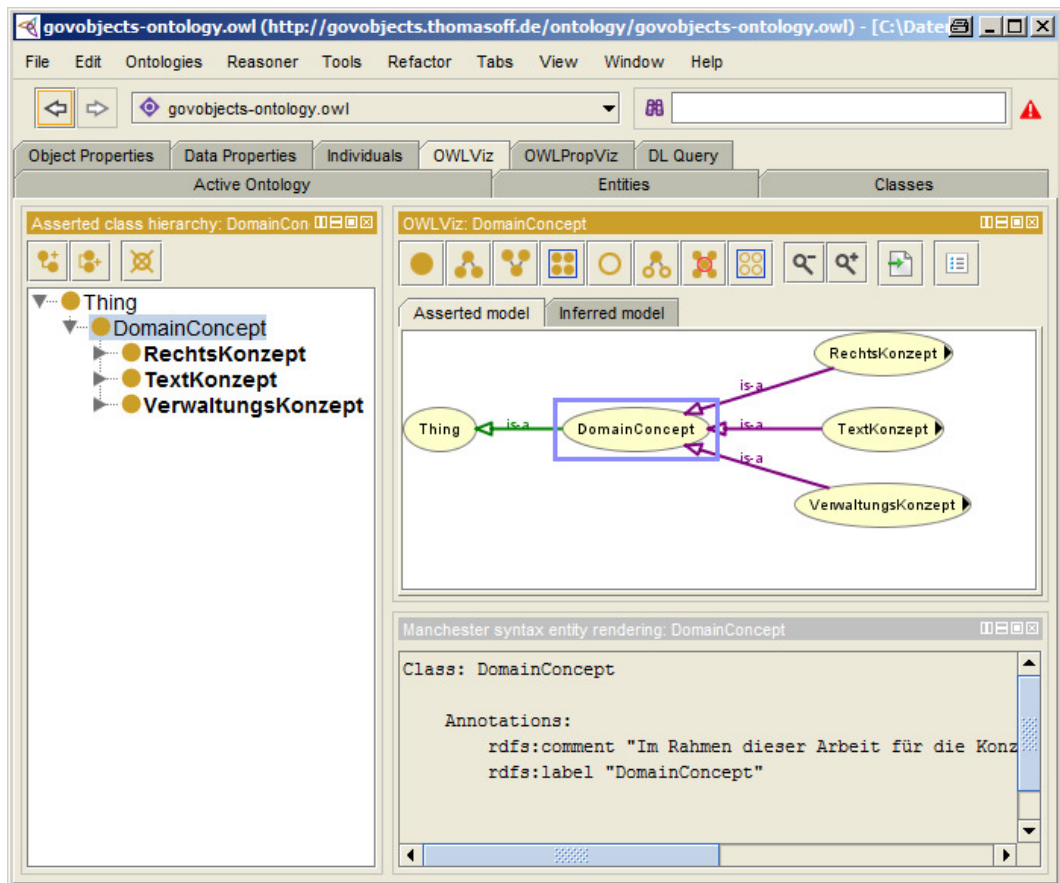 govobjects-ontology.owl (http://govobjects.thomasoff.de/ontology/govobjects-ontology.owl) - [C:\Date
File Edit Ontologies Reasoner Tools Refactor Tabs View Window Help
govobjects-ontology.owl
Object Properties Data Properties Individuals OWLViz OWLPropViz DL Query
Active Ontology Entities Classes
Asserted class hierarchy: DomainCon
Thing
DomainConcept
RechtsKonzept
TextKonzept
VerwaltungsKonzept
OWLViz: DomainConcept
Asserted model Inferred model
RechtsKonzept
is-a
Thing is-a DomainConcept is-a TextKonzept
is-a
VerwaltungsKonzept
Manchester syntax entity rendering: DomainConcept
Class: DomainConcept
Annotations:
rdfs:comment "Im Rahmen dieser Arbeit für die Konz
rdfs:label "DomainConcept"